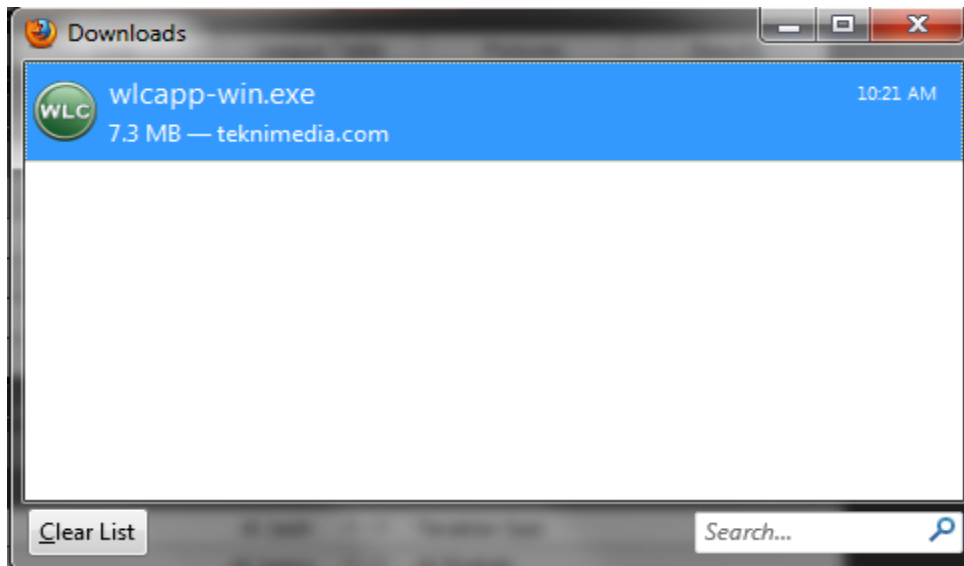 Downloads
WLC
wlcapp-win.exe
10:21 AM
7.3 MB — teknimedia.com
Clear List
Search...